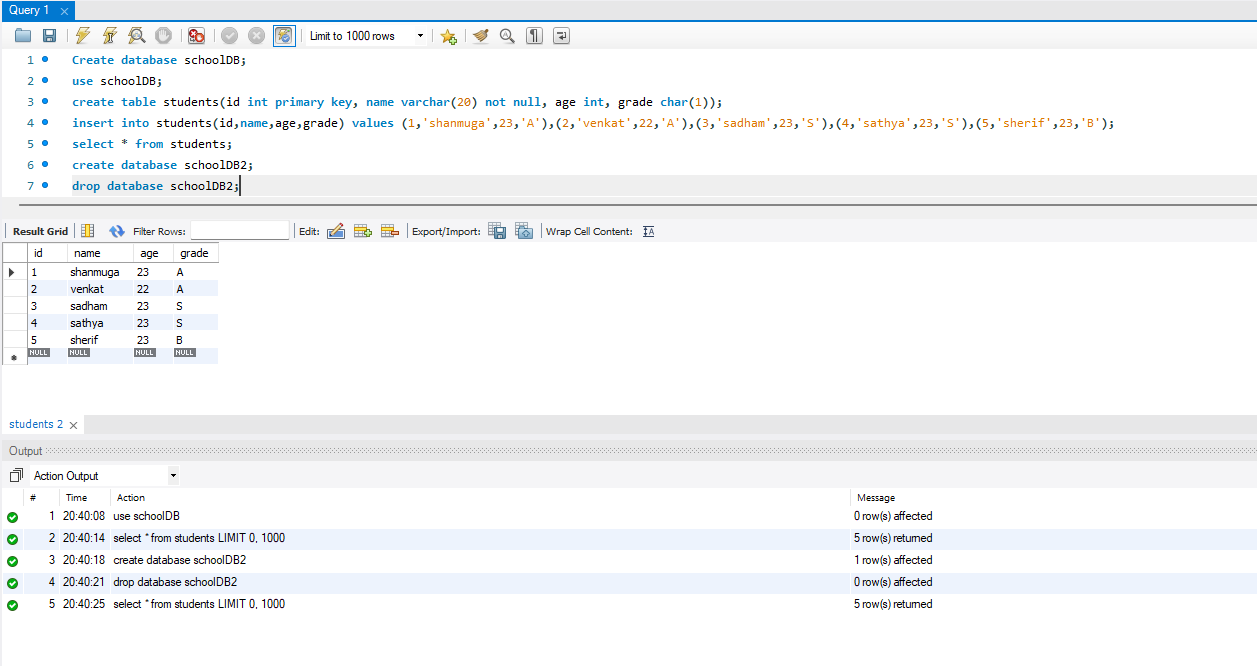 Query 1
Limit to 1000 rows
1 Create database schoolDB;
2 use schoolDB;
3 create table students(id int primary key, name varchar(20) not null, age int, grade char(1));
4 insert into students(id,name,age,grade) values (1,'shanmuga',23,'A'),(2,'venkat',22,'A'),(3,'sadham',23,'S'),(4,'sathya',23,'S'),(5,'sherif',23,'B');
5 select * from students;
6 create database schoolDB2;
7 drop database schoolDB2;
Result Grid Filter Rows: Edit: Export/Import: Wrap Cell Content: IA
id name age grade
1 shanmuga 23 A
2 venkat 22 A
3 sadham 23 S
4 sathya 23 S
5 sherif 23 B
NULL NULL NULL NULL
students 2
Output
Action Output
# Time Action Message
1 20:40:08 use schoolDB 0 row(s) affected
2 20:40:14 select * from students LIMIT 0, 1000 5 row(s) returned
3 20:40:18 create database schoolDB2 1 row(s) affected
4 20:40:21 drop database schoolDB2 0 row(s) affected
5 20:40:25 select * from students LIMIT 0, 1000 5 row(s) returned